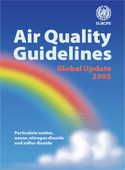 EUROPE
Air Quality
Guidelines
Global Update
2005
Particulate matter,
ozone, nitrogen dioxide
and sulfur dioxide